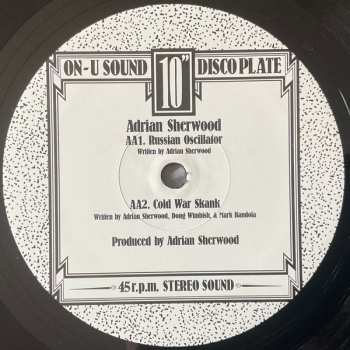 ON-U SOUND 10" DISCO PLATE
Adrian Sherwood
AA1. Russian Oscillator
Written by Adrian Sherwood
AA2. Cold War Skank
Written by Adrian Sherwood, Doug Wimbish, & Mark Bandola
Produced by Adrian Sherwood
45 r.p.m. STEREO SOUND